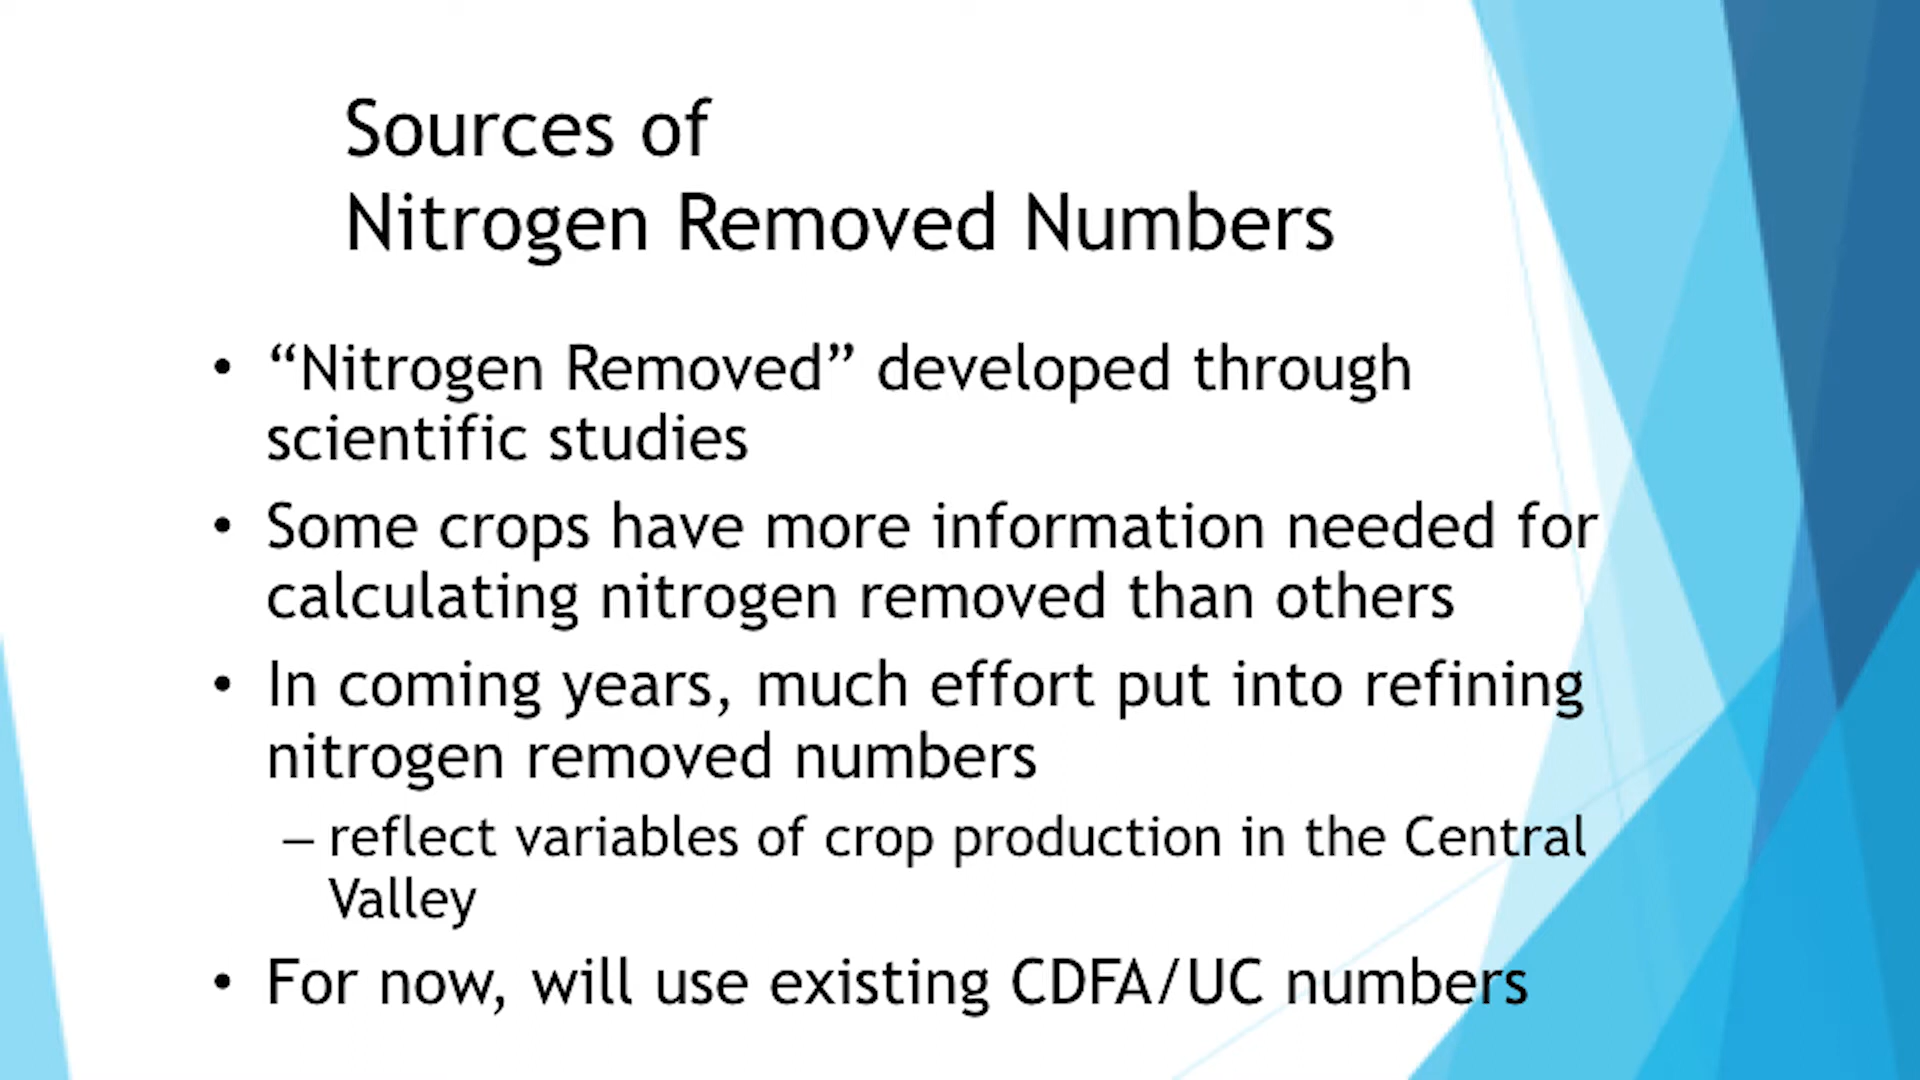 Sources of
Nitrogen Removed Numbers
• “Nitrogen Removed” developed through
scientific studies
• Some crops have more information needed for
calculating nitrogen removed than others
• In coming years, much effort put into refining
nitrogen removed numbers
– reflect variables of crop production in the Central
Valley
• For now, will use existing CDFA/UC numbers